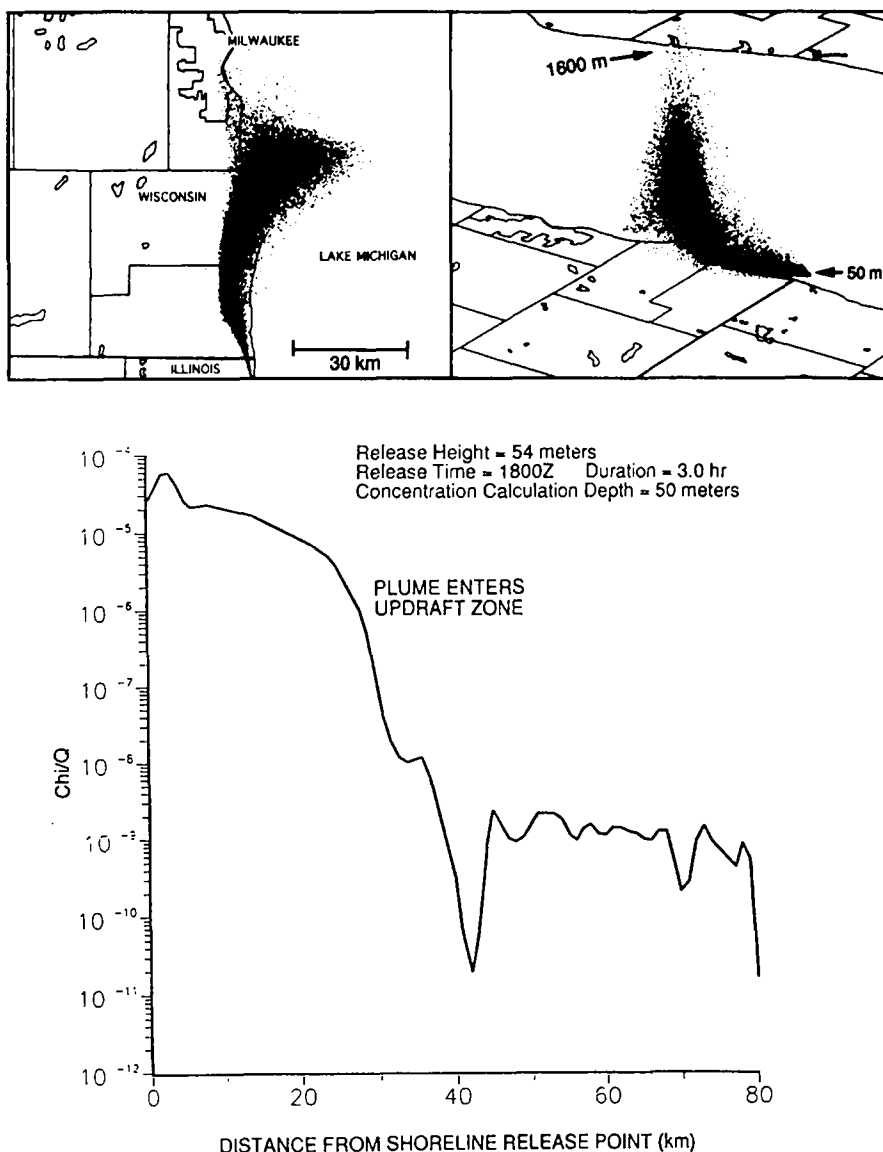 MILWAUKEE
WISCONSIN
LAKE MICHIGAN
30 km
ILLINOIS
1600 m
50 m
Release Height = 54 meters
Release Time = 1800Z Duration = 3.0 hr
Concentration Calculation Depth = 50 meters
PLUME ENTERS
UPDRAFT ZONE
Chi/Q
10⁻⁴
10⁻⁵
10⁻⁶
10⁻⁷
10⁻⁸
10⁻⁹
10⁻¹⁰
10⁻¹¹
10⁻¹²
0 20 40 60 80
DISTANCE FROM SHORELINE RELEASE POINT (km)